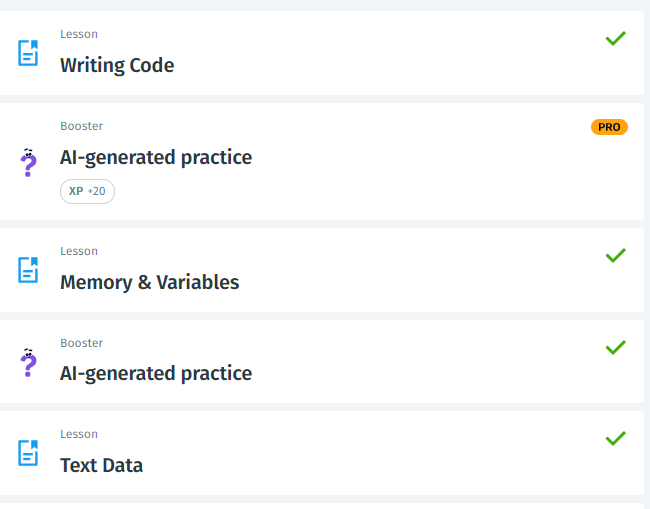 Lesson
Writing Code
Booster
PRO
AI-generated practice
XP +20
Lesson
Memory & Variables
Booster
AI-generated practice
Lesson
Text Data